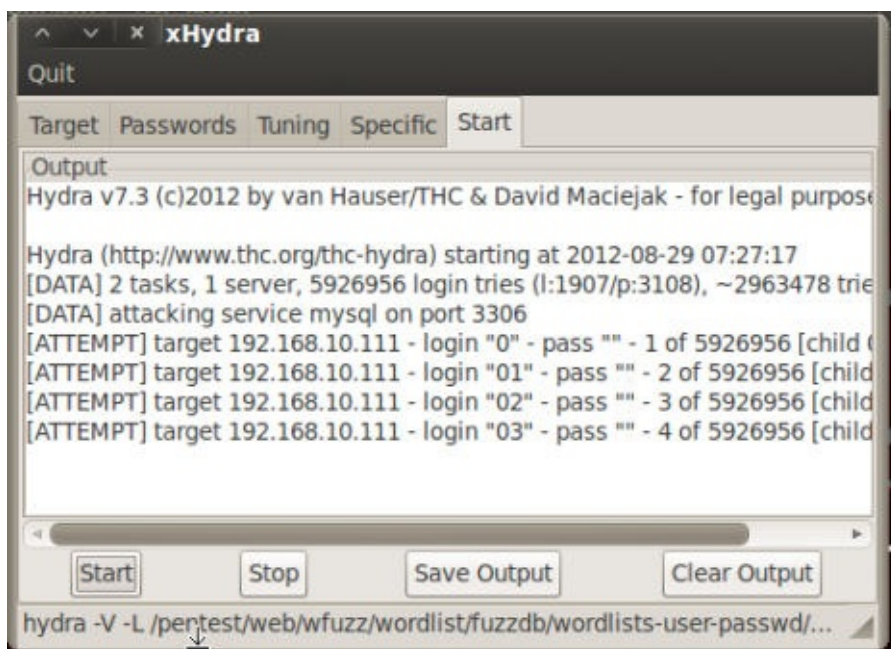 xHydra
Quit
Target Passwords Tuning Specific Start
Output
Hydra v7.3 (c)2012 by van Hauser/THC & David Maciejak - for legal purpose
Hydra (http://www.thc.org/thc-hydra) starting at 2012-08-29 07:27:17
[DATA] 2 tasks, 1 server, 5926956 login tries (l:1907/p:3108), ~2963478 trie
[DATA] attacking service mysql on port 3306
[ATTEMPT] target 192.168.10.111 - login "0" - pass "" - 1 of 5926956 [child
[ATTEMPT] target 192.168.10.111 - login "01" - pass "" - 2 of 5926956 [child
[ATTEMPT] target 192.168.10.111 - login "02" - pass "" - 3 of 5926956 [child
[ATTEMPT] target 192.168.10.111 - login "03" - pass "" - 4 of 5926956 [child
Start Stop Save Output Clear Output
hydra -V -L /pentest/web/wfuzz/wordlist/fuzzdb/wordlists-user-passwd/...